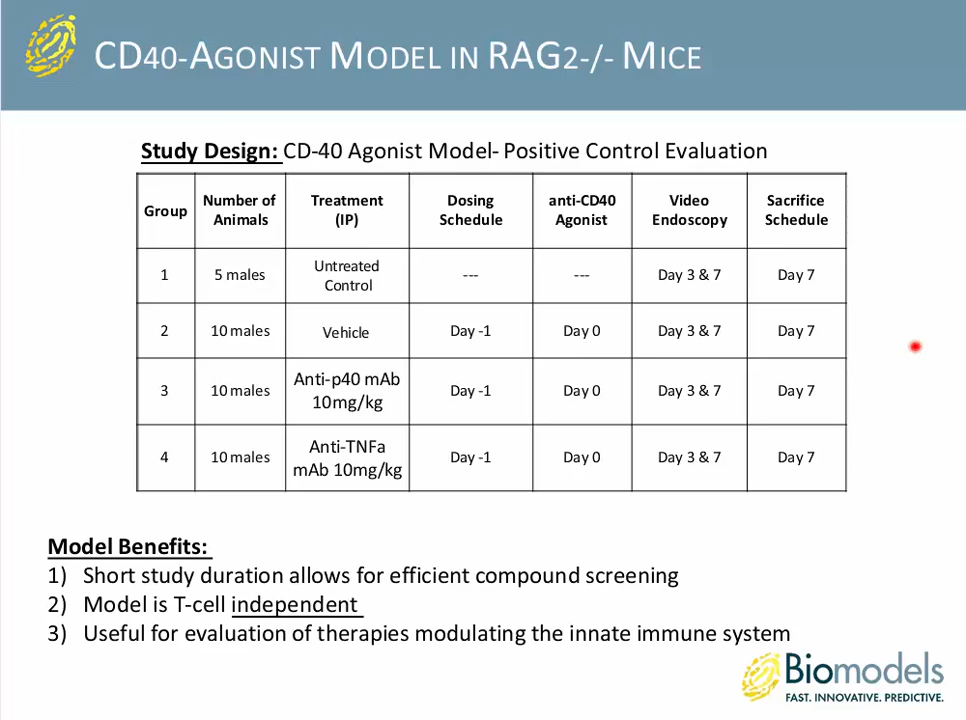 CD40-AGONIST MODEL IN RAG2-/- MICE
Study Design: CD-40 Agonist Model- Positive Control Evaluation
Group
Number of
Animals
Treatment
(IP)
Dosing
Schedule
anti-CD40
Agonist
Video
Endoscopy
Sacrifice
Schedule
1
5 males
Untreated
Control
---
---
Day 3 & 7
Day 7
2
10 males
Vehicle
Day -1
Day 0
Day 3 & 7
Day 7
3
10 males
Anti-p40 mAb
10mg/kg
Day -1
Day 0
Day 3 & 7
Day 7
4
10 males
Anti-TNFa
mAb 10mg/kg
Day -1
Day 0
Day 3 & 7
Day 7
Model Benefits:
1) Short study duration allows for efficient compound screening
2) Model is T-cell independent
3) Useful for evaluation of therapies modulating the innate immune system
Biomodels
FAST. INNOVATIVE. PREDICTIVE.